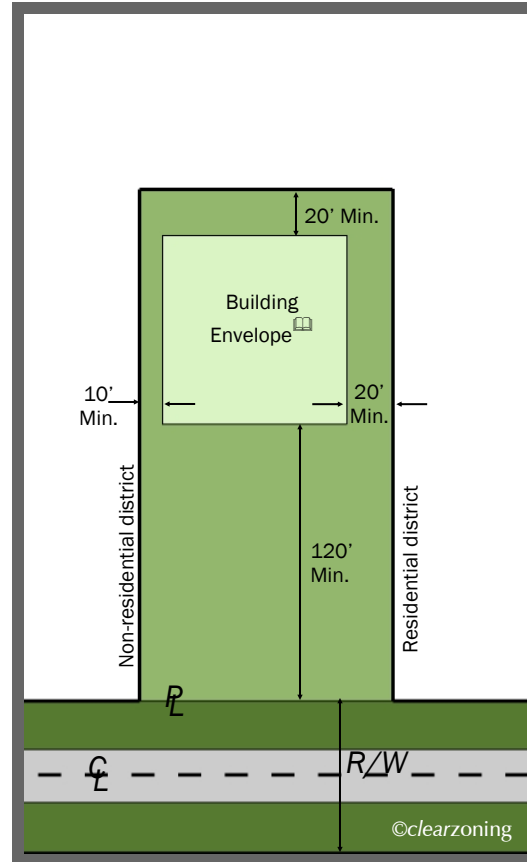 20’ Min.
Building
Envelope
10’
Min.
20’
Min.
Non-residential district
Residential district
120’
Min.
PL
CL
R/W
©clearzoning